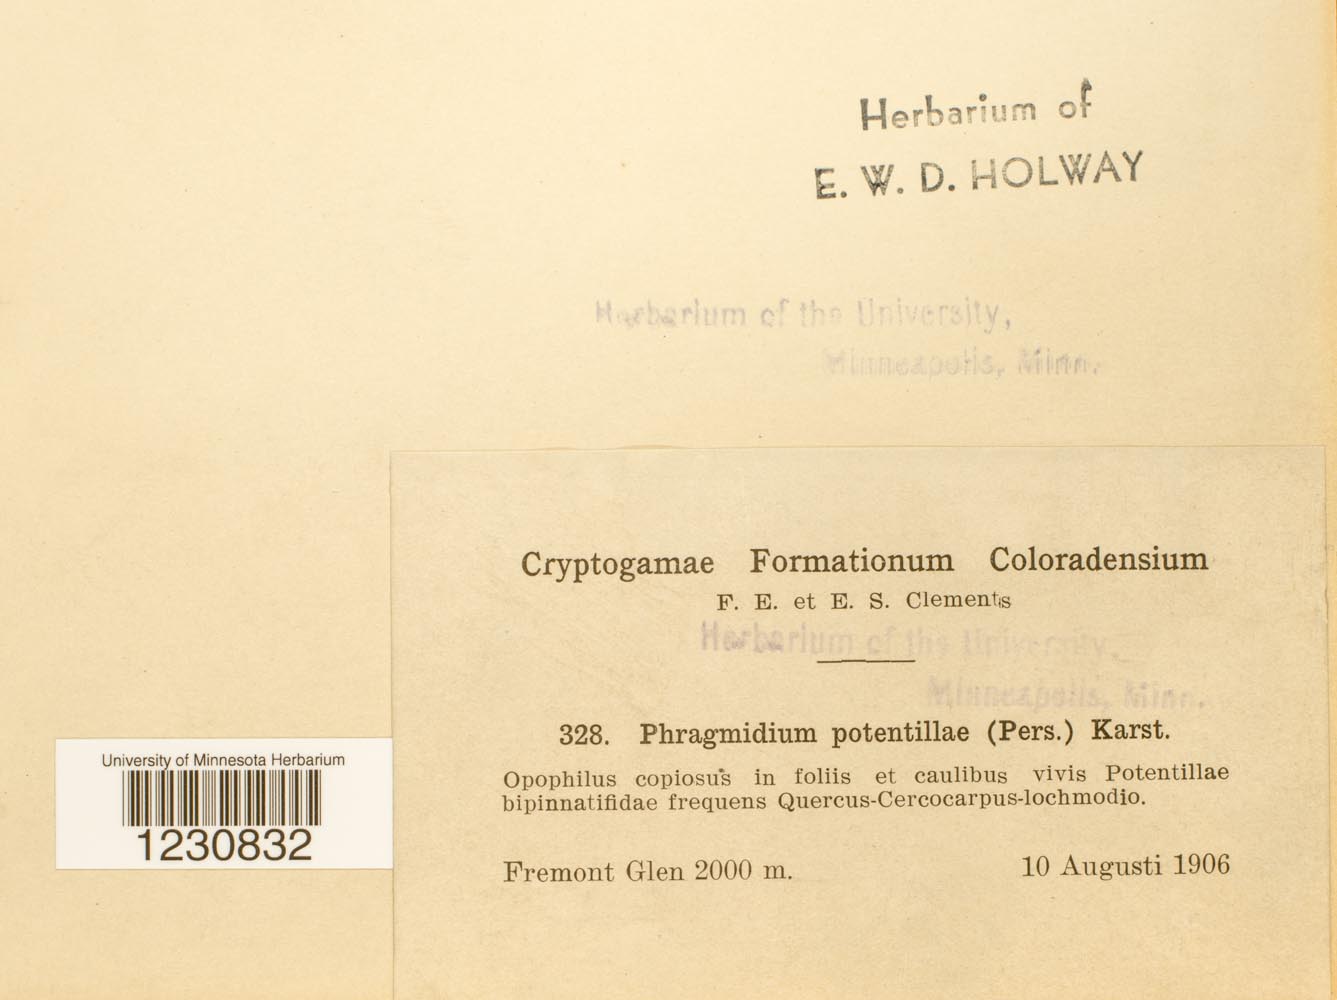 Herbarium of
E. W. D. HOLWAY
Herbarium of the University,
Minneapolis, Minn.
Cryptogamae Formationum Coloradensium
F. E. et E. S. Clements
Herbarium of the University,
Minneapolis, Minn.
328. Phragmidium potentillae (Pers.) Karst.
Opophilus copiosus in foliis et caulibus vivis Potentillae
bipinnatifidae frequens Quercus-Cercocarpus-lochmodio.
Fremont Glen 2000 m. 10 Augusti 1906
University of Minnesota Herbarium
1230832